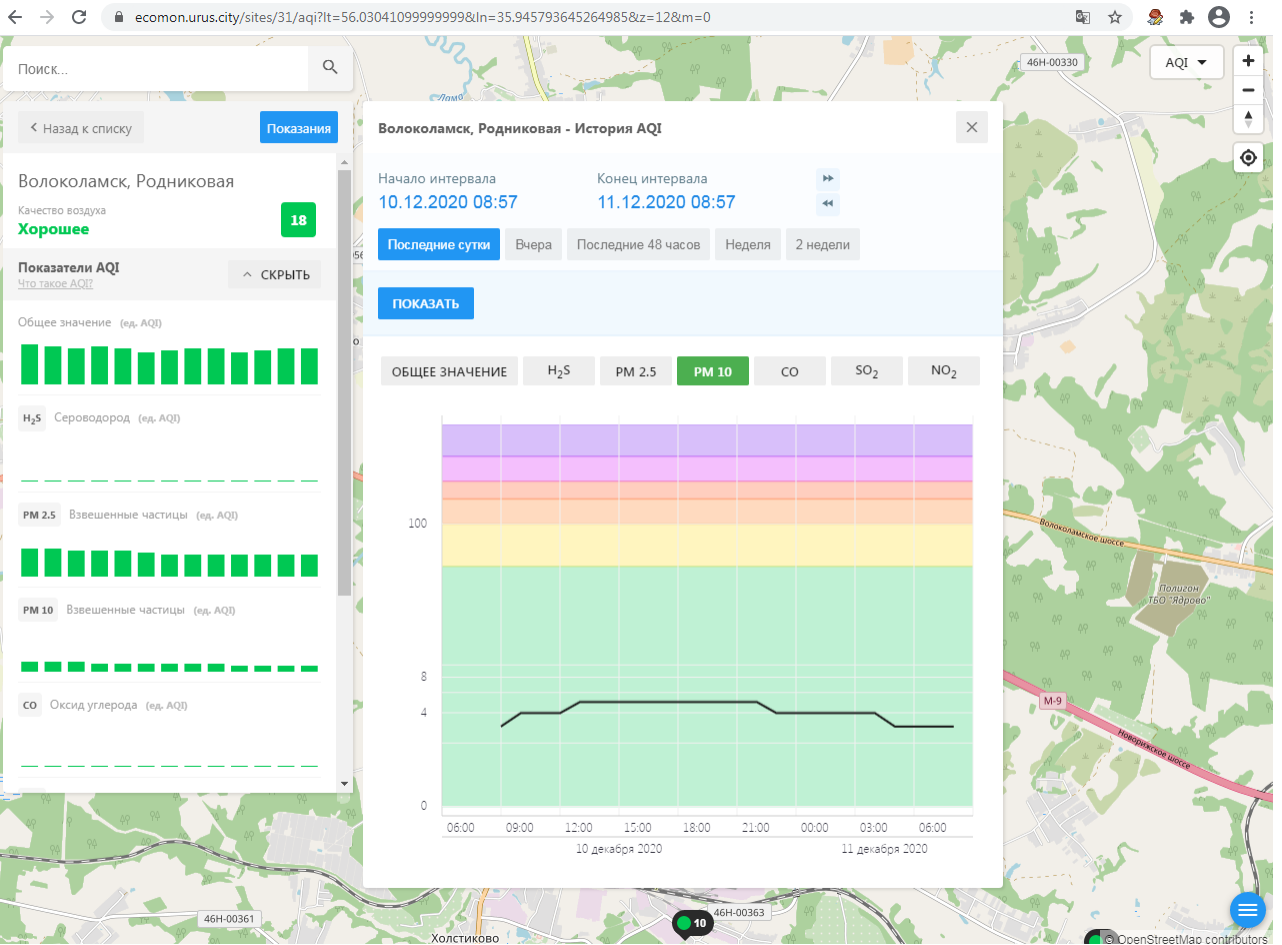 ecomon.urus.city/sites/31/aqi?lt=56.03041099999999&ln=35.945793645264985&z=12&m=0
Поиск...
Лама
46Н-00330
AQI
Назад к списку
Показания
Волоколамск, Родниковая
Качество воздуха
Хорошее
18
Показатели AQI
Что такое AQI?
СКРЫТЬ
Общее значение (ед. AQI)
H2S Сероводород (ед. AQI)
PM 2.5 Взвешенные частицы (ед. AQI)
PM 10 Взвешенные частицы (ед. AQI)
CO Оксид углерода (ед. AQI)
Волоколамск, Родниковая - История AQI
Начало интервала
10.12.2020 08:57
Конец интервала
11.12.2020 08:57
Последние сутки
Вчера
Последние 48 часов
Неделя
2 недели
ПОКАЗАТЬ
ОБЩЕЕ ЗНАЧЕНИЕ
H2S
PM 2.5
PM 10
CO
SO2
NO2
100
8
4
0
06:00 09:00 12:00 15:00 18:00 21:00 00:00 03:00 06:00
10 декабря 2020 11 декабря 2020
Волоколамское шоссе
Полигон
ТБО "Ядрово"
М-9
Новорижское шоссе
46Н-00361
46Н-00363
10
Холстиково
© OpenStreetMap contributors